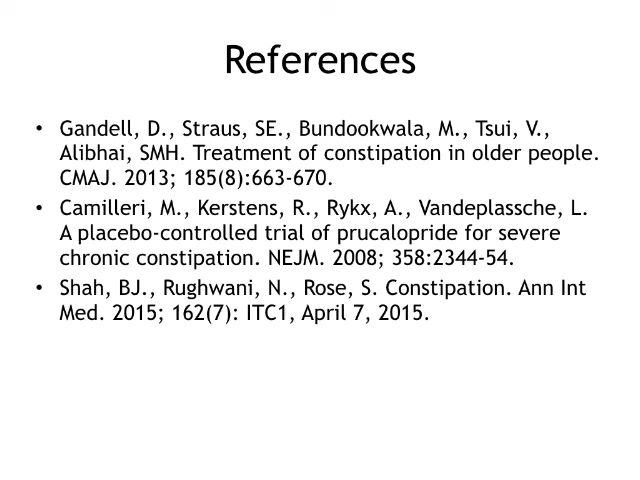 References
• Gandell, D., Straus, SE., Bundookwala, M., Tsui, V.,
Alibhai, SMH. Treatment of constipation in older people.
CMAJ. 2013; 185(8):663-670.
• Camilleri, M., Kerstens, R., Rykx, A., Vandeplassche, L.
A placebo-controlled trial of prucalopride for severe
chronic constipation. NEJM. 2008; 358:2344-54.
• Shah, BJ., Rughwani, N., Rose, S. Constipation. Ann Int
Med. 2015; 162(7): ITC1, April 7, 2015.